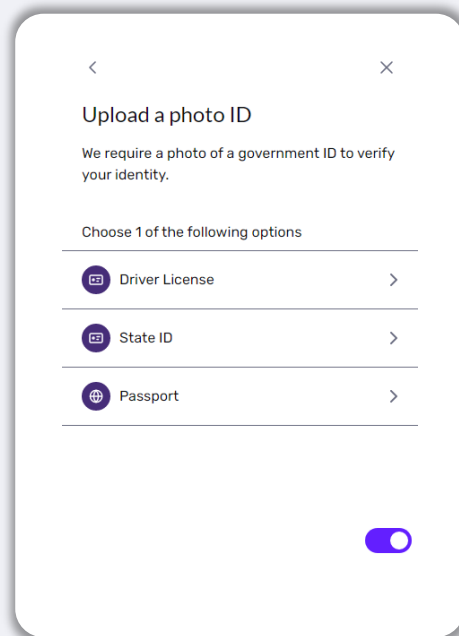 Upload a photo ID
We require a photo of a government ID to verify
your identity.
Choose 1 of the following options
Driver License
State ID
Passport